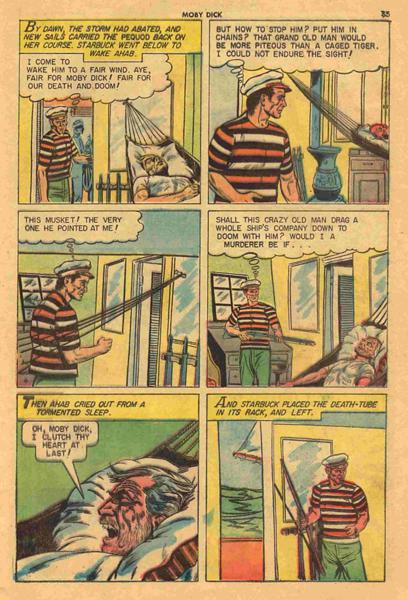 MOBY DICK
35
BY DAWN, THE STORM HAD ABATED, AND
NEW SAILS CARRIED THE PEQUOD BACK ON
HER COURSE. STARBUCK WENT BELOW TO
WAKE AHAB.
I COME TO
WAKE HIM TO A FAIR WIND. AYE,
FAIR FOR MOBY DICK! FAIR FOR
OUR DEATH AND DOOM!
BUT HOW TO STOP HIM? PUT HIM IN
CHAINS? THAT GRAND OLD MAN WOULD
BE MORE PITEOUS THAN A CAGED TIGER.
I COULD NOT ENDURE THE SIGHT!
THIS MUSKET! THE VERY
ONE HE POINTED AT ME!
SHALL THIS CRAZY OLD MAN DRAG A
WHOLE SHIP'S COMPANY DOWN TO
DOOM WITH HIM? WOULD I A
MURDERER BE IF . . .
THEN AHAB CRIED OUT FROM A
TORMENTED SLEEP.
OH, MOBY DICK,
I CLUTCH THY
HEART AT
LAST!
AND STARBUCK PLACED THE DEATH-TUBE
IN ITS RACK, AND LEFT.